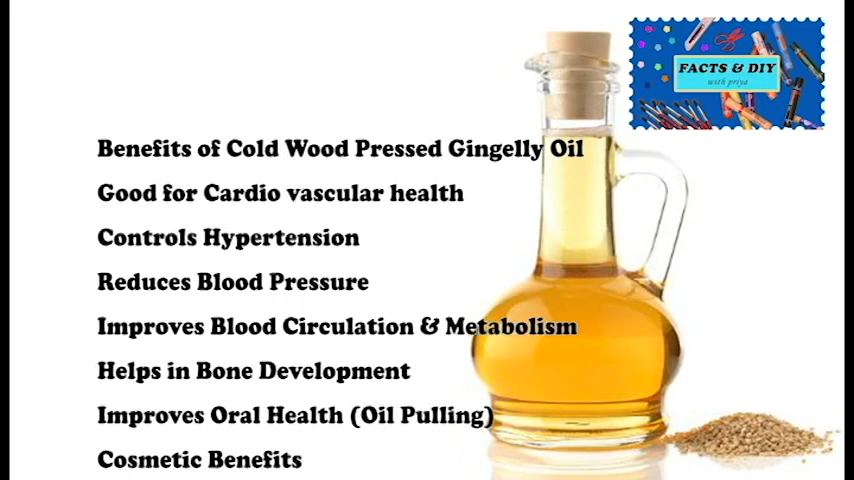 FACTS & DIY
with priya
Benefits of Cold Wood Pressed Gingelly Oil
Good for Cardio vascular health
Controls Hypertension
Reduces Blood Pressure
Improves Blood Circulation & Metabolism
Helps in Bone Development
Improves Oral Health (Oil Pulling)
Cosmetic Benefits